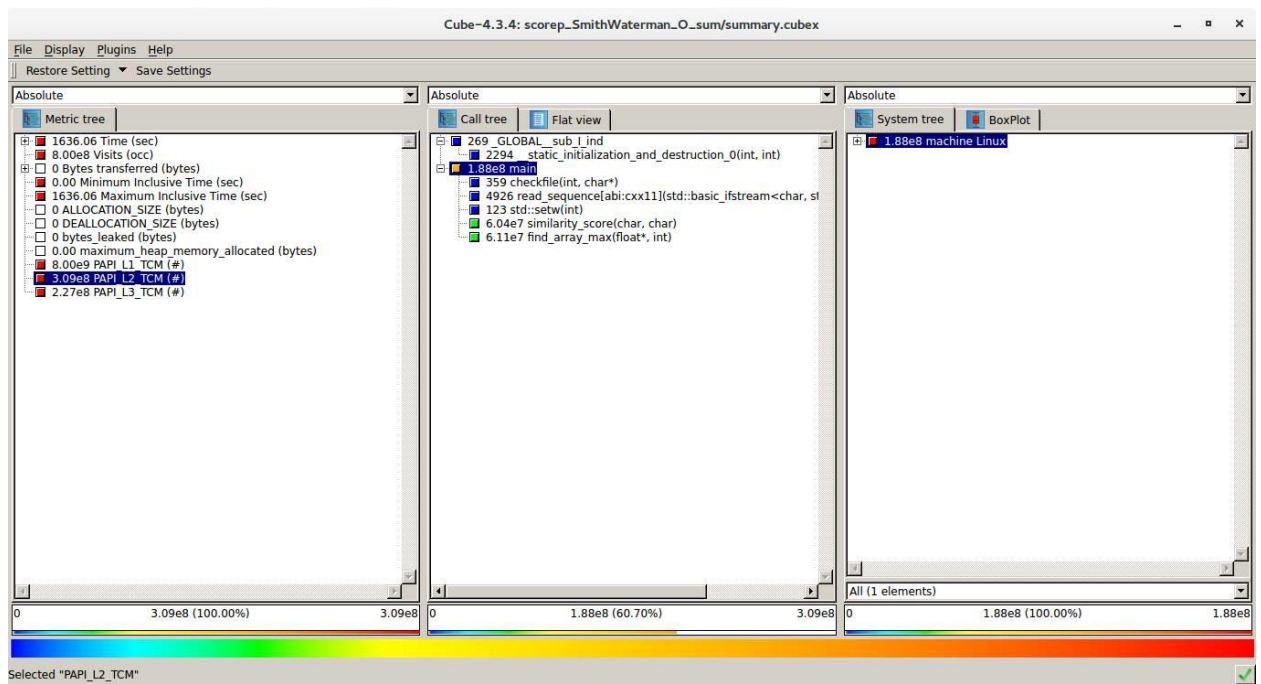 Cube-4.3.4: scorep_SmithWaterman_O_sum/summary.cubex
File Display Plugins Help
Restore Setting Save Settings
Absolute
Metric tree
1636.06 Time (sec)
8.00e8 Visits (occ)
0 Bytes transferred (bytes)
0.00 Minimum Inclusive Time (sec)
1636.06 Maximum Inclusive Time (sec)
0 ALLOCATION_SIZE (bytes)
0 DEALLOCATION_SIZE (bytes)
0 bytes_leaked (bytes)
0.00 maximum_heap_memory_allocated (bytes)
8.00e9 PAPI_L1_TCM (#)
3.09e8 PAPI_L2_TCM (#)
2.27e8 PAPI_L3_TCM (#)
0 3.09e8 (100.00%) 3.09e8
Absolute
Call tree Flat view
269 _GLOBAL__sub_I_ind
2294 __static_initialization_and_destruction_0(int, int)
1.88e8 main
359 checkfile(int, char*)
4926 read_sequence[abi:cxx11](std::basic_ifstream<char, st
123 std::setw(int)
6.04e7 similarity_score(char, char)
6.11e7 find_array_max(float*, int)
0 1.88e8 (60.70%) 3.09e8
Absolute
System tree BoxPlot
1.88e8 machine Linux
All (1 elements)
0 1.88e8 (100.00%) 1.88e8
Selected "PAPI_L2_TCM"